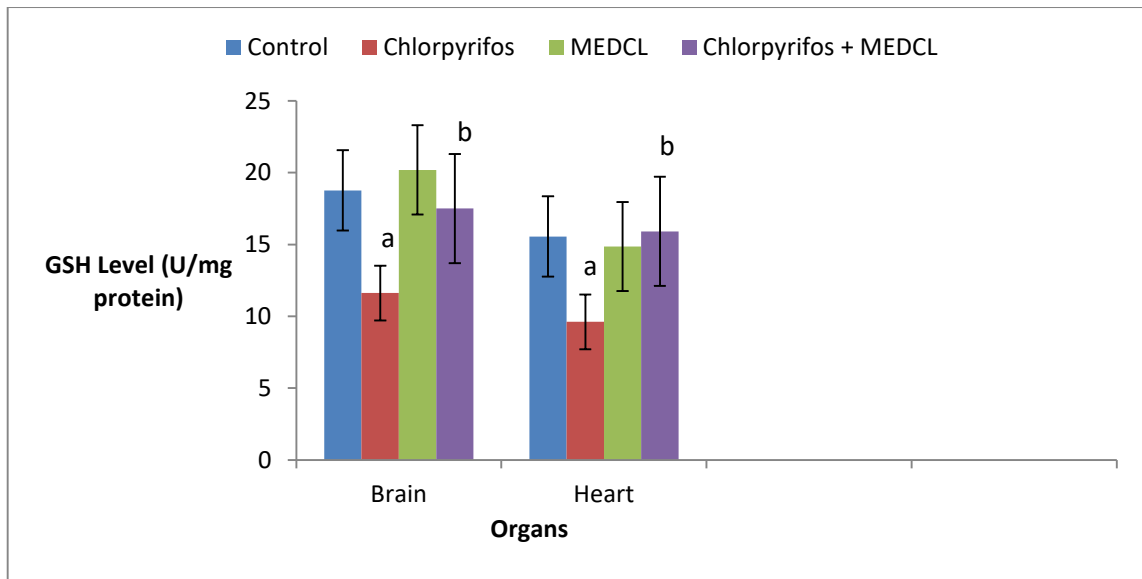 Control Chlorpyrifos MEDCL Chlorpyrifos + MEDCL
25
20
15
10
5
0
GSH Level (U/mg
protein)
a
b
a
b
Brain Heart
Organs